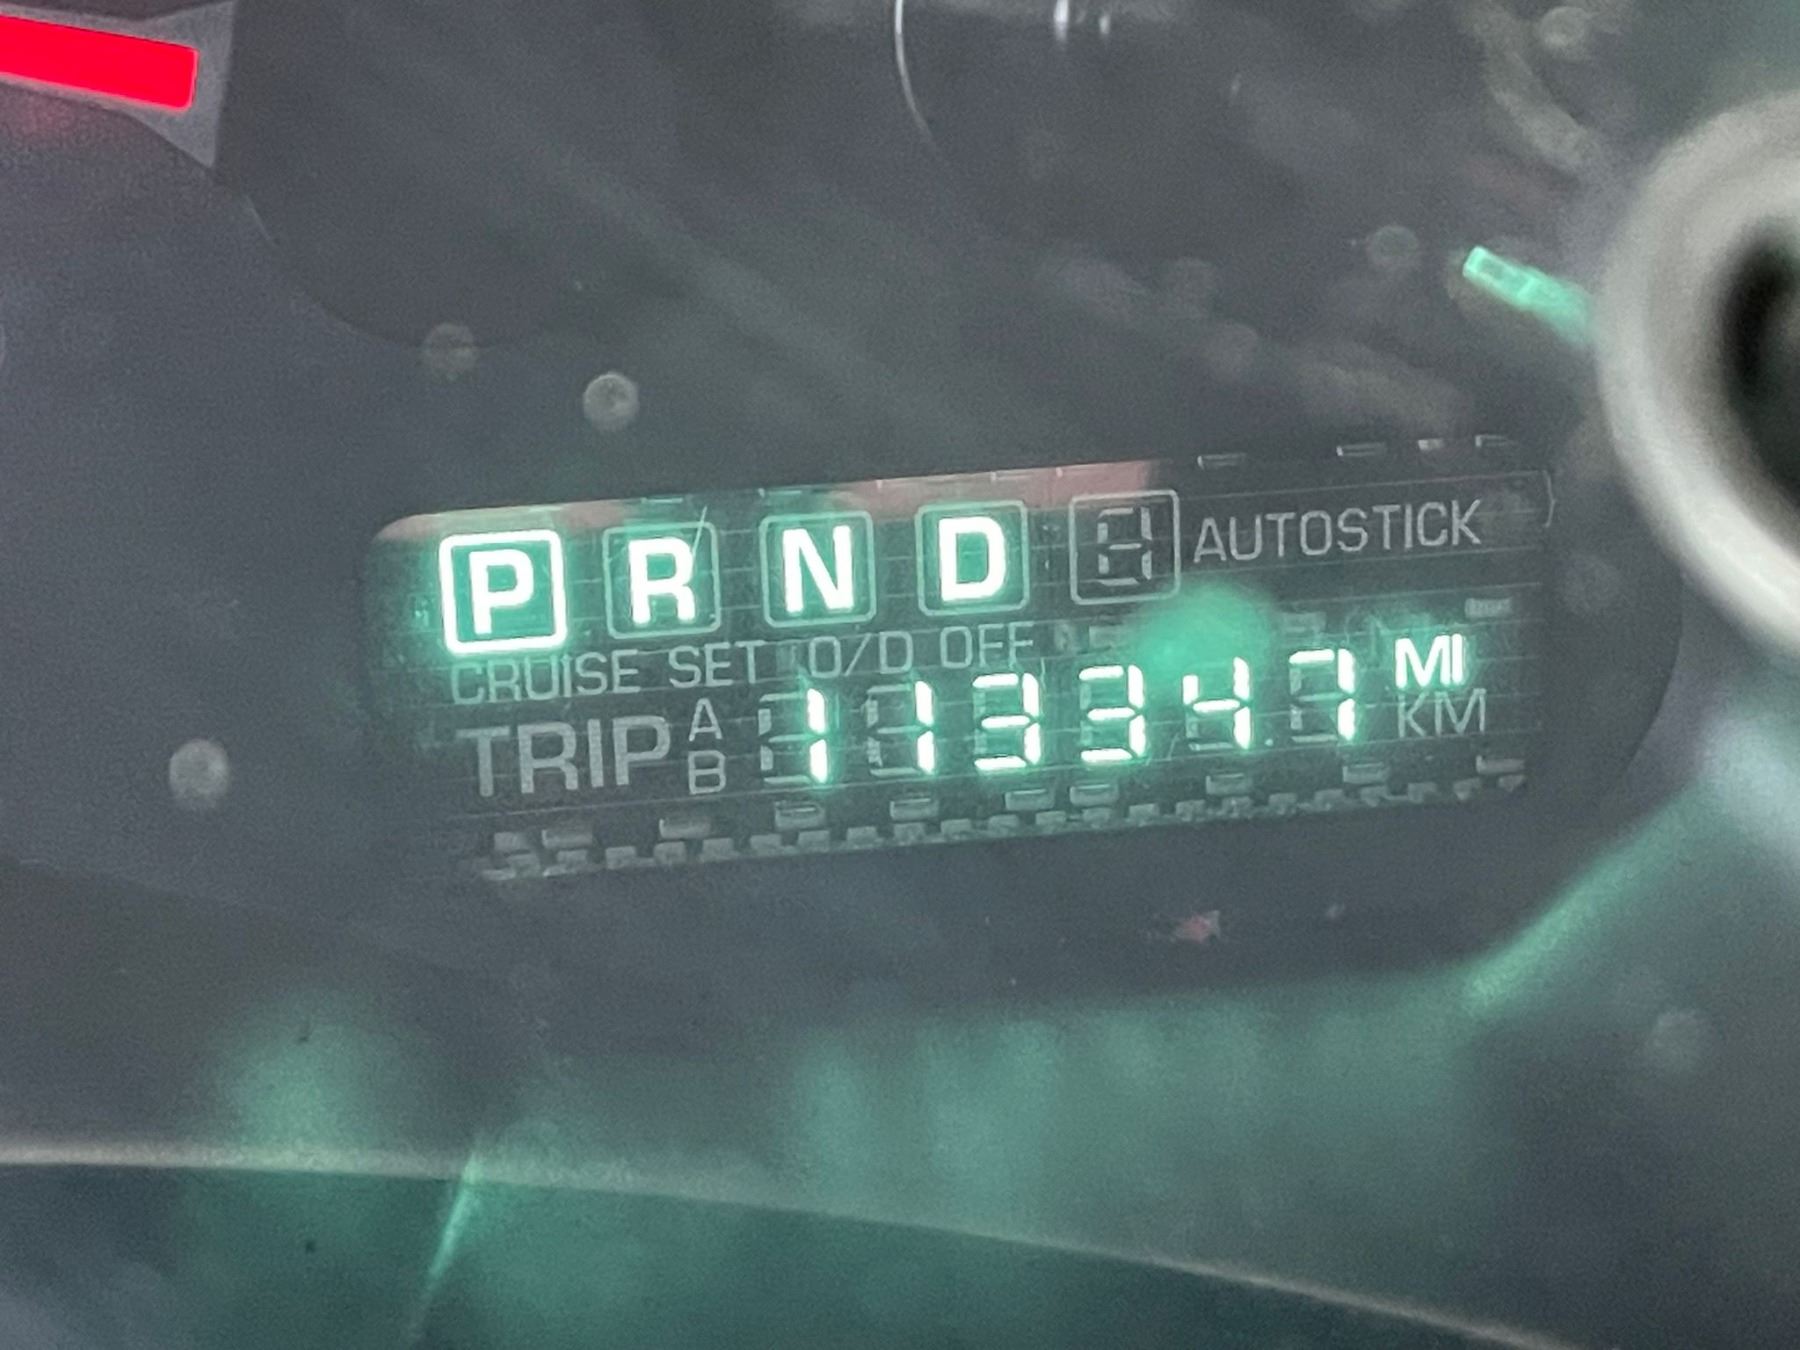 P R N D AUTOSTICK
CRUISE SET O/D OFF
TRIP A B 113347 MI KM